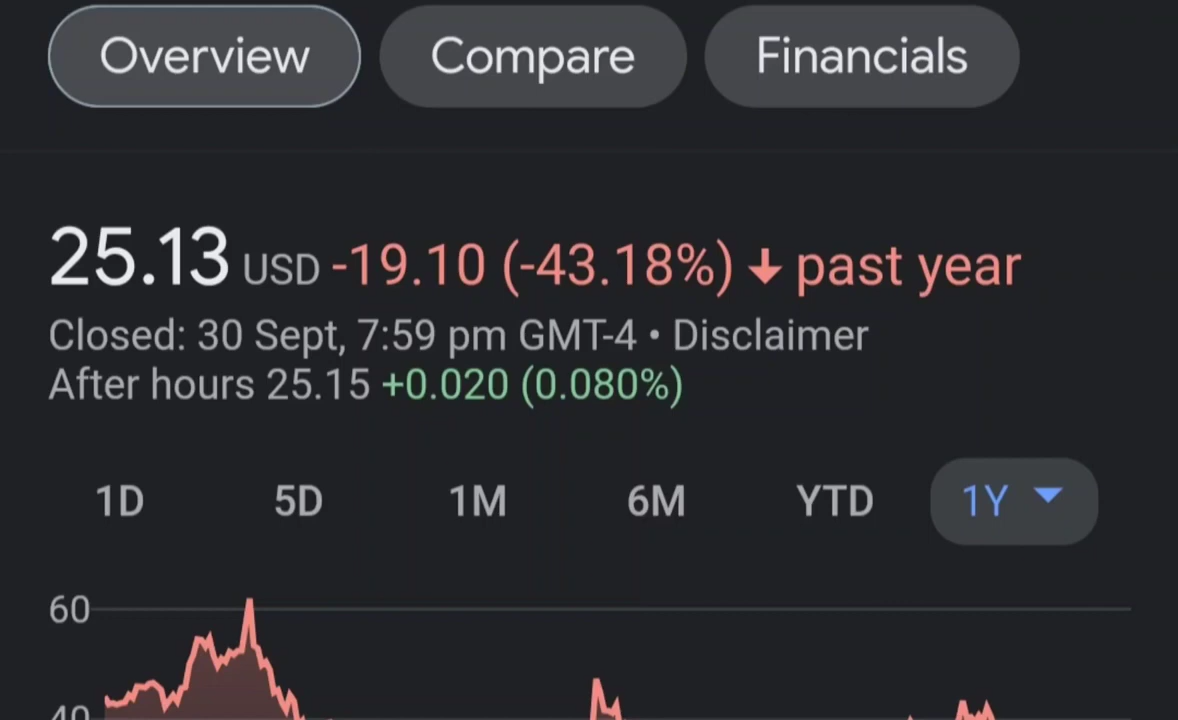 Overview Compare Financials
25.13 USD -19.10 (-43.18%) ↓ past year
Closed: 30 Sept, 7:59 pm GMT-4 • Disclaimer
After hours 25.15 +0.020 (0.080%)
1D 5D 1M 6M YTD 1Y
60
40